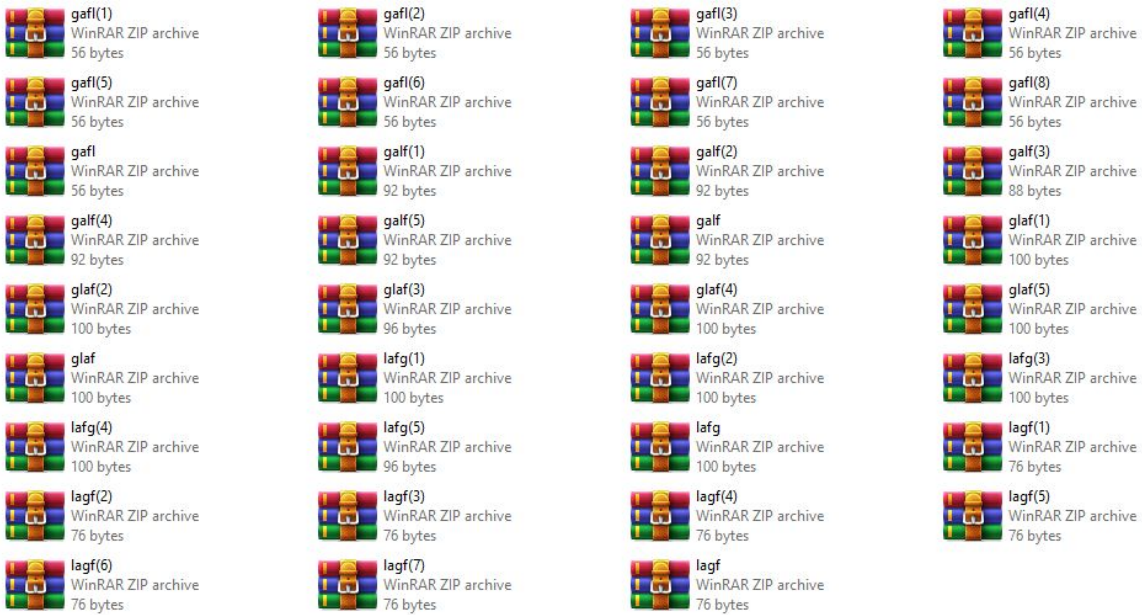 gafl(1)
WinRAR ZIP archive
56 bytes
gafl(2)
WinRAR ZIP archive
56 bytes
gafl(3)
WinRAR ZIP archive
56 bytes
gafl(4)
WinRAR ZIP archive
56 bytes
gafl(5)
WinRAR ZIP archive
56 bytes
gafl(6)
WinRAR ZIP archive
56 bytes
gafl(7)
WinRAR ZIP archive
56 bytes
gafl(8)
WinRAR ZIP archive
56 bytes
gafl
WinRAR ZIP archive
56 bytes
galf(1)
WinRAR ZIP archive
92 bytes
galf(2)
WinRAR ZIP archive
92 bytes
galf(3)
WinRAR ZIP archive
88 bytes
galf(4)
WinRAR ZIP archive
92 bytes
galf(5)
WinRAR ZIP archive
92 bytes
galf
WinRAR ZIP archive
92 bytes
glaf(1)
WinRAR ZIP archive
100 bytes
glaf(2)
WinRAR ZIP archive
100 bytes
glaf(3)
WinRAR ZIP archive
96 bytes
glaf(4)
WinRAR ZIP archive
100 bytes
glaf(5)
WinRAR ZIP archive
100 bytes
glaf
WinRAR ZIP archive
100 bytes
lafg(1)
WinRAR ZIP archive
100 bytes
lafg(2)
WinRAR ZIP archive
100 bytes
lafg(3)
WinRAR ZIP archive
100 bytes
lafg(4)
WinRAR ZIP archive
100 bytes
lafg(5)
WinRAR ZIP archive
96 bytes
lafg
WinRAR ZIP archive
100 bytes
lagf(1)
WinRAR ZIP archive
76 bytes
lagf(2)
WinRAR ZIP archive
76 bytes
lagf(3)
WinRAR ZIP archive
76 bytes
lagf(4)
WinRAR ZIP archive
76 bytes
lagf(5)
WinRAR ZIP archive
76 bytes
lagf(6)
WinRAR ZIP archive
76 bytes
lagf(7)
WinRAR ZIP archive
76 bytes
lagf
WinRAR ZIP archive
76 bytes